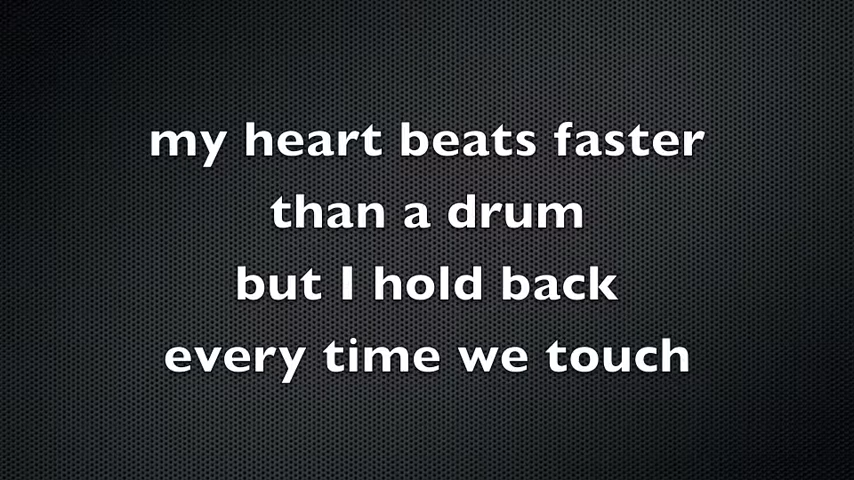 my heart beats faster
than a drum
but I hold back
every time we touch